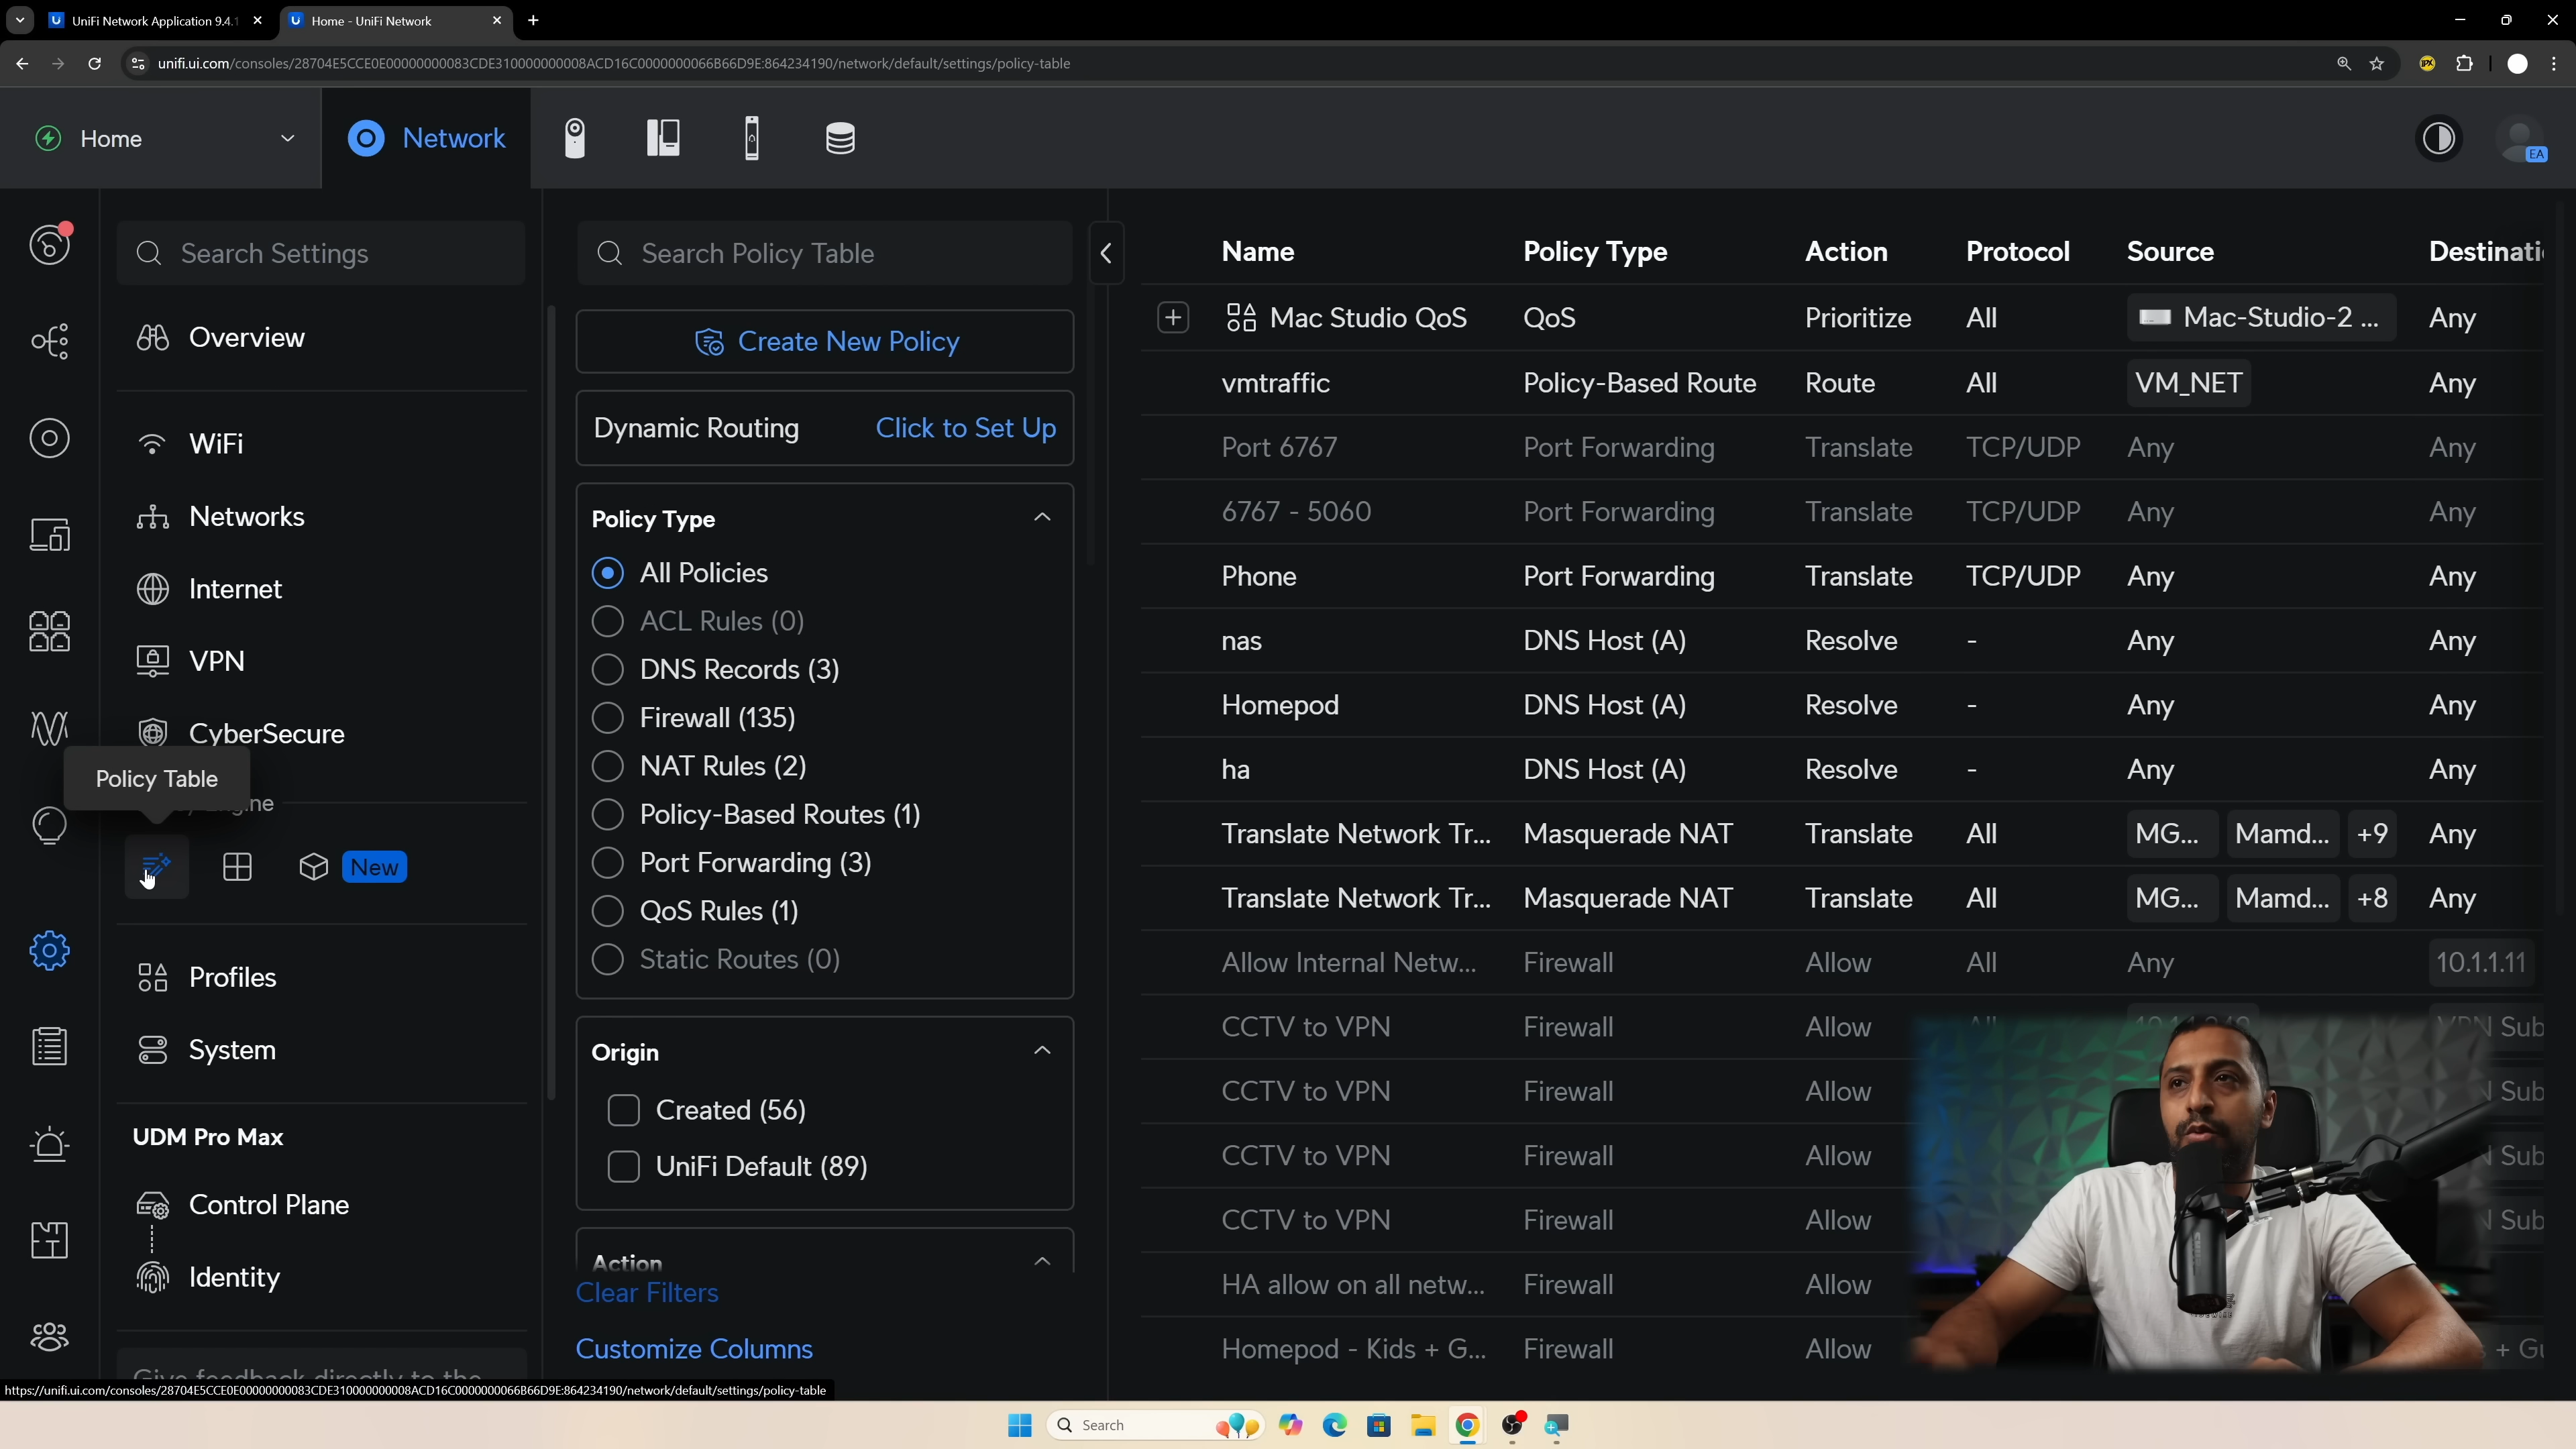 UniFi Network Application 9.4.1
Home - UniFi Network
unifi.ui.com/consoles/28704E5CCE0E00000000083CDE310000000008ACD16C0000000066B66D9E:864234190/network/default/settings/policy-table
Home
Network
EA
Search Settings
Overview
WiFi
Networks
Internet
VPN
CyberSecure
Policy Table
New
Profiles
System
UDM Pro Max
Control Plane
Identity
Give feedback directly to the
Search Policy Table
Create New Policy
Dynamic Routing Click to Set Up
Policy Type
All Policies
ACL Rules (0)
DNS Records (3)
Firewall (135)
NAT Rules (2)
Policy-Based Routes (1)
Port Forwarding (3)
QoS Rules (1)
Static Routes (0)
Origin
Created (56)
UniFi Default (89)
Action
Clear Filters
Customize Columns
Name Policy Type Action Protocol Source Destinati
Mac Studio QoS QoS Prioritize All Mac-Studio-2 ... Any
vmtraffic Policy-Based Route Route All VM_NET Any
Port 6767 Port Forwarding Translate TCP/UDP Any Any
6767 - 5060 Port Forwarding Translate TCP/UDP Any Any
Phone Port Forwarding Translate TCP/UDP Any Any
nas DNS Host (A) Resolve - Any Any
Homepod DNS Host (A) Resolve - Any Any
ha DNS Host (A) Resolve - Any Any
Translate Network Tr... Masquerade NAT Translate All MG... Mamd... +9 Any
Translate Network Tr... Masquerade NAT Translate All MG... Mamd... +8 Any
Allow Internal Netw... Firewall Allow All Any 10.1.1.11
CCTV to VPN Firewall Allow VPN Sub
CCTV to VPN Firewall Allow Sub
CCTV to VPN Firewall Allow Sub
CCTV to VPN Firewall Allow Sub
HA allow on all netw... Firewall Allow
Homepod - Kids + G... Firewall Allow
https://unifi.ui.com/consoles/28704E5CCE0E00000000083CDE310000000008ACD16C0000000066B66D9E:864234190/network/default/settings/policy-table
Search